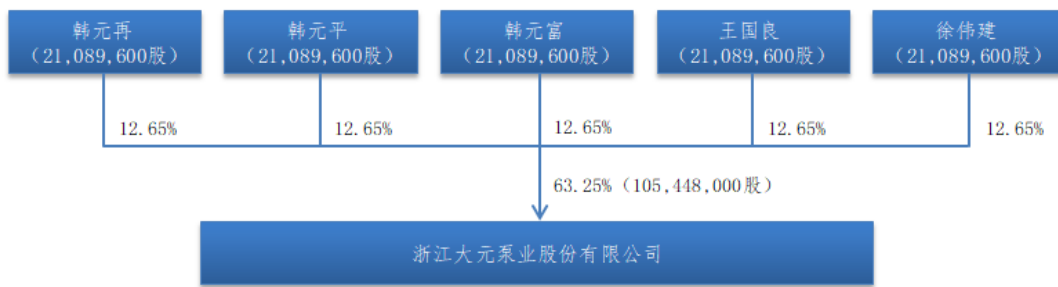 韩元再
（21,089,600股）
韩元平
（21,089,600股）
韩元富
（21,089,600股）
王国良
（21,089,600股）
徐伟建
（21,089,600股）
12.65%
12.65%
12.65%
12.65%
12.65%
63.25%（105,448,000股）
浙江大元泵业股份有限公司